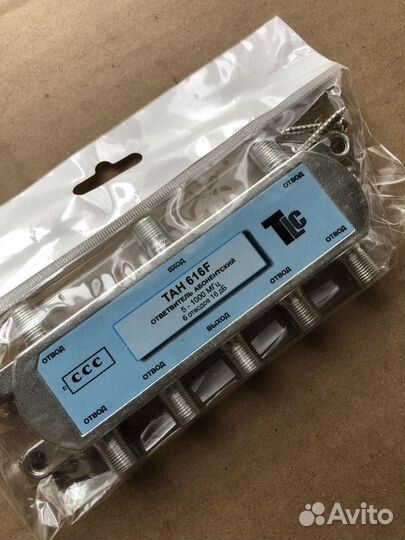 ОТВОД
ВХОД
ОТВОД
TLC
TAH 616F
ОТВЕТВИТЕЛЬ АБОНЕНТСКИЙ
5 - 1000 МГц
6 отводов 16 дБ
ССС
ОТВОД
ОТВОД
ВЫХОД
ОТВОД
ОТВОД
Avito